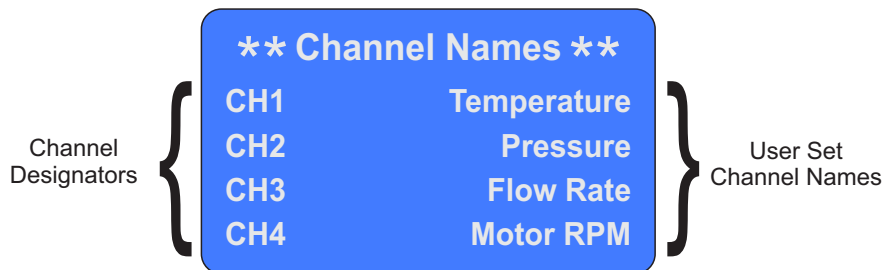 ** Channel Names **
CH1 Temperature
CH2 Pressure
CH3 Flow Rate
CH4 Motor RPM
Channel
Designators
User Set
Channel Names